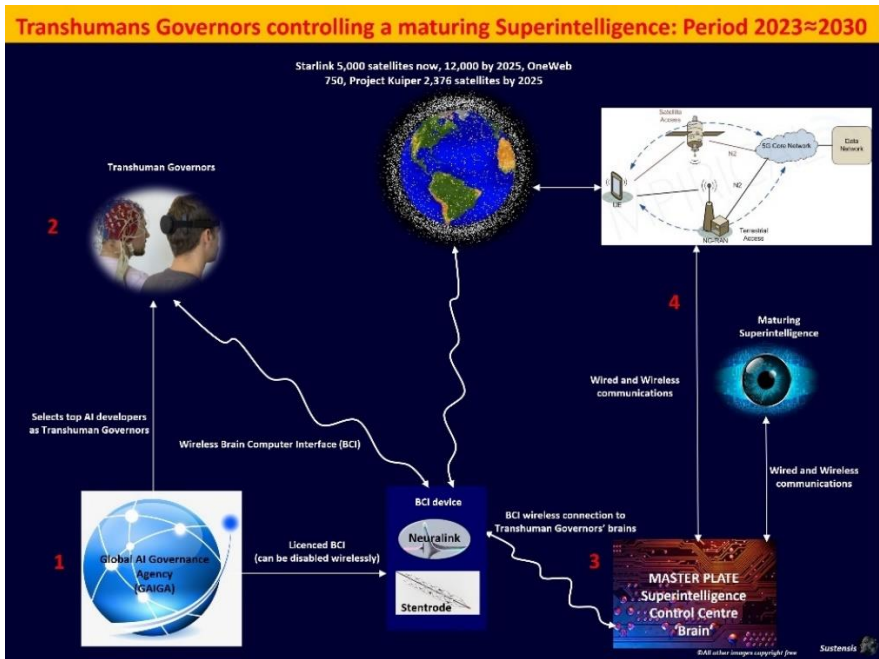 Transhumans Governors controlling a maturing Superintelligence: Period 2023≈2030
Starlink 5,000 satellites now, 12,000 by 2025, OneWeb
750, Project Kuiper 2,376 satellites by 2025
Transhuman Governors
2
Satellite
Access
N2
5G Core Network
Data
Network
UE
N2
NG-RAN
Terrestrial
Access
4
Maturing
Superintelligence
Wired and Wireless
communications
Selects top AI developers
as Transhuman Governors
Wireless Brain Computer Interface (BCI)
Wired and Wireless
communications
1
Global AI Governance
Agency
(GAIGA)
Licenced BCI
(can be disabled wirelessly)
BCI device
Neuralink
Stentrode
BCI wireless connection to
Transhuman Governors' brains
3
MASTER PLATE
Superintelligence
Control Centre
'Brain'
©All other images copyright free
Sustensis